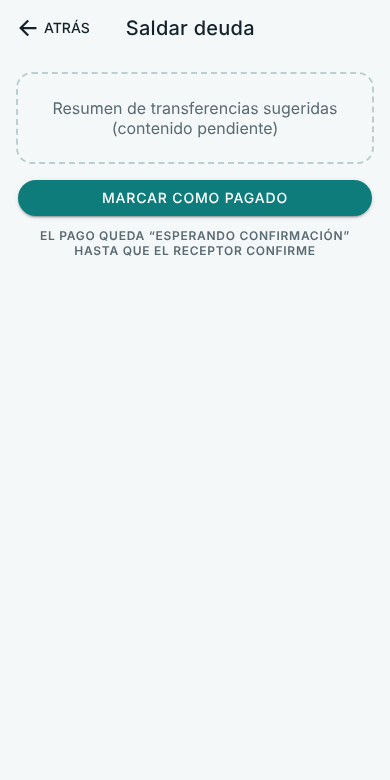 ATRÁS
Saldar deuda
Resumen de transferencias sugeridas
(contenido pendiente)
MARCAR COMO PAGADO
EL PAGO QUEDA “ESPERANDO CONFIRMACIÓN”
HASTA QUE EL RECEPTOR CONFIRME